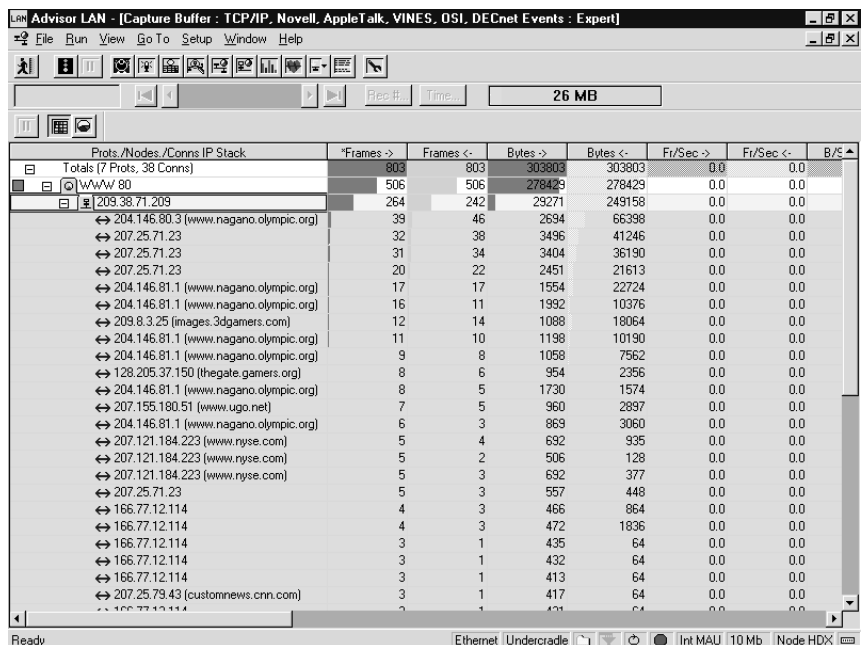 LAN Advisor LAN - [Capture Buffer : TCP/IP, Novell, AppleTalk, VINES, OSI, DECnet Events : Expert]
File Run View Go To Setup Window Help
Rec #... Time... 26 MB
Prots./Nodes./Conns IP Stack *Frames -> Frames <- Bytes -> Bytes <- Fr/Sec -> Fr/Sec <- B/S
Totals (7 Prots, 38 Conns) 803 803 303803 303803 0.0 0.0
WWW 80 506 506 278429 278429 0.0 0.0
209.38.71.209 264 242 29271 249158 0.0 0.0
204.146.80.3 (www.nagano.olympic.org) 39 46 2694 66398 0.0 0.0
207.25.71.23 32 38 3496 41246 0.0 0.0
207.25.71.23 31 34 3404 36190 0.0 0.0
207.25.71.23 20 22 2451 21613 0.0 0.0
204.146.81.1 (www.nagano.olympic.org) 17 17 1554 22724 0.0 0.0
204.146.81.1 (www.nagano.olympic.org) 16 11 1992 10376 0.0 0.0
209.8.3.25 (images.3dgamers.com) 12 14 1088 18064 0.0 0.0
204.146.81.1 (www.nagano.olympic.org) 11 10 1198 10190 0.0 0.0
204.146.81.1 (www.nagano.olympic.org) 9 8 1058 7562 0.0 0.0
128.205.37.150 (thegate.gamers.org) 8 6 954 2356 0.0 0.0
204.146.81.1 (www.nagano.olympic.org) 8 5 1730 1574 0.0 0.0
207.155.180.51 (www.ugo.net) 7 5 960 2897 0.0 0.0
204.146.81.1 (www.nagano.olympic.org) 6 3 869 3060 0.0 0.0
207.121.184.223 (www.nyse.com) 5 4 692 935 0.0 0.0
207.121.184.223 (www.nyse.com) 5 2 506 128 0.0 0.0
207.121.184.223 (www.nyse.com) 5 3 692 377 0.0 0.0
207.25.71.23 5 3 557 448 0.0 0.0
166.77.12.114 4 3 466 864 0.0 0.0
166.77.12.114 4 3 472 1836 0.0 0.0
166.77.12.114 3 1 435 64 0.0 0.0
166.77.12.114 3 1 432 64 0.0 0.0
166.77.12.114 3 1 413 64 0.0 0.0
207.25.79.43 (customnews.cnn.com) 3 1 417 64 0.0 0.0
Ready Ethernet Undercradle Int MAU 10 Mb Node HDX